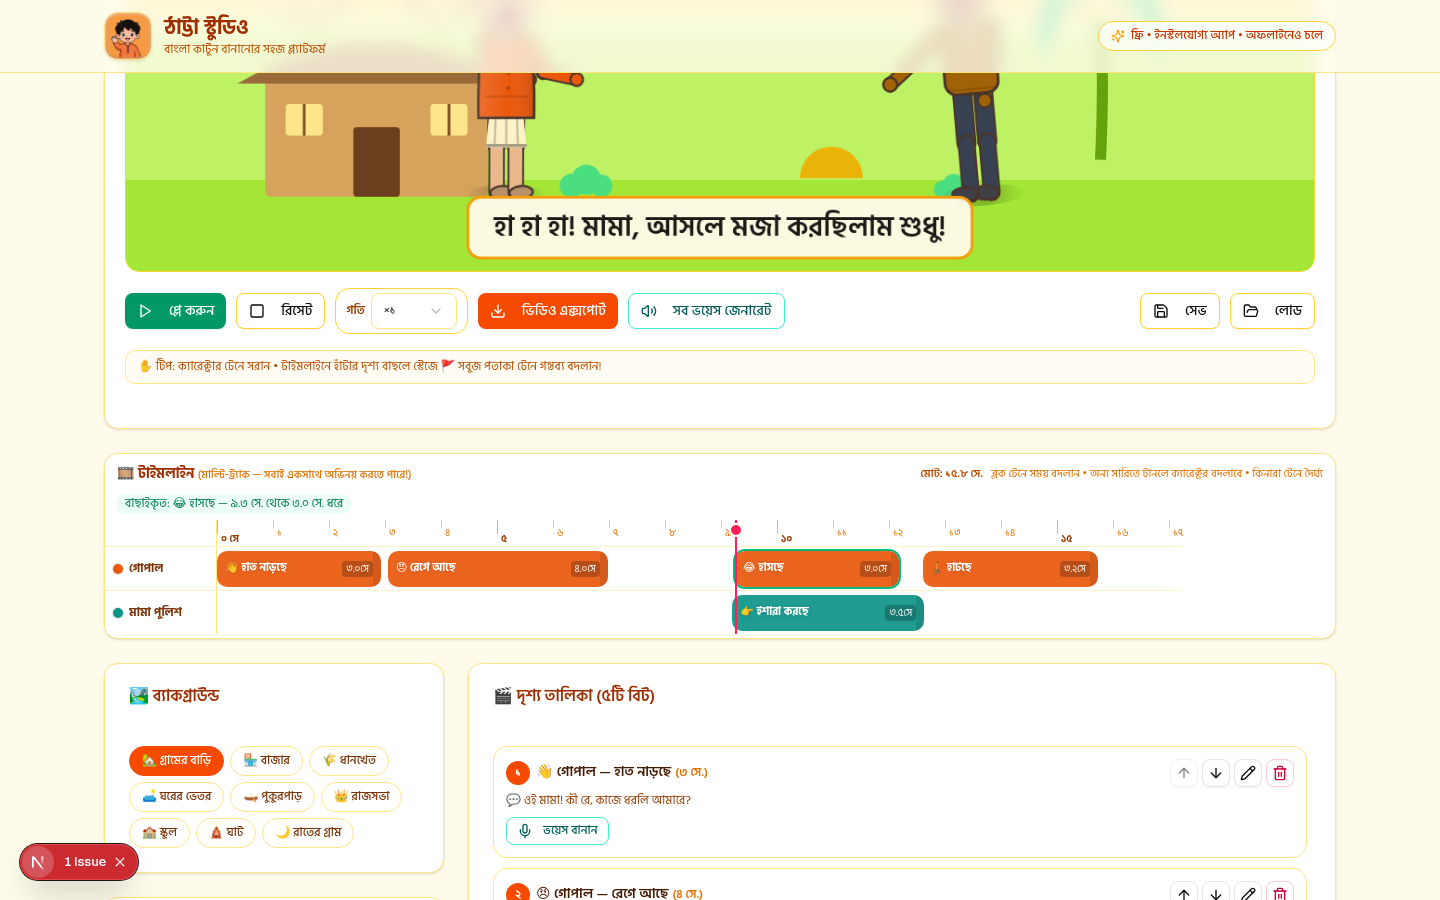 ঠাট্টা স্টুডিও
বাংলা কার্টুন বানানোর সহজ প্ল্যাটফর্ম
ফ্রি • ইনস্টলযোগ্য অ্যাপ • অফলাইনেও চলে
হা হা হা! মামা, আসলে মজা করছিলাম শুধু!
প্লে করুন
রিসেট
গতি
×১
ভিডিও এক্সপোর্ট
সব ভয়েস জেনারেট
সেভ
লোড
✋ টিপ: ক্যারেক্টার টেনে সরান • টাইমলাইনে হাঁটার দৃশ্য বাছলে স্টেজে 🚩 সবুজ পতাকা টেনে গন্তব্য বদলান!
🎞️ টাইমলাইন (মাল্টি-ট্র্যাক — সবাই একসাথে অভিনয় করতে পারে!)
মোট: ১৫.৮ সে. ব্লক টেনে সময় বদলান • অন্য সারিতে টানলে ক্যারেক্টার বদলাবে • কিনারা টেনে দৈর্ঘ্য
বাছাইকৃত: 😂 হাসছে — ৯.৩ সে. থেকে ৩.০ সে. ধরে
০ সে ১ ২ ৩ ৪ ৫ ৬ ৭ ৮ ৯ ১০ ১১ ১২ ১৩ ১৪ ১৫ ১৬ ১৭
গোপাল
👋 হাত নাড়ছে ৩.০সে
😠 রেগে আছে ৪.০সে
😂 হাসছে ৩.০সে
🚶 হাঁটছে ৩.২সে
মামা পুলিশ
👉 ইশারা করছে ৩.৫সে
🏞️ ব্যাকগ্রাউন্ড
🏡 গ্রামের বাড়ি
🏪 বাজার
🌾 ধানখেত
🛋️ ঘরের ভেতর
🛶 পুকুরপাড়
👑 রাজসভা
🏫 স্কুল
🛕 ঘাট
🌙 রাতের গ্রাম
🎬 দৃশ্য তালিকা (৫টি বিট)
১ 👋 গোপাল — হাত নাড়ছে (৩ সে.)
💬 ওই মামা! কী রে, কাজে ধরলি আমারে?
ভয়েস বানান
২ 😠 গোপাল — রেগে আছে (৪ সে.)
N 1 Issue